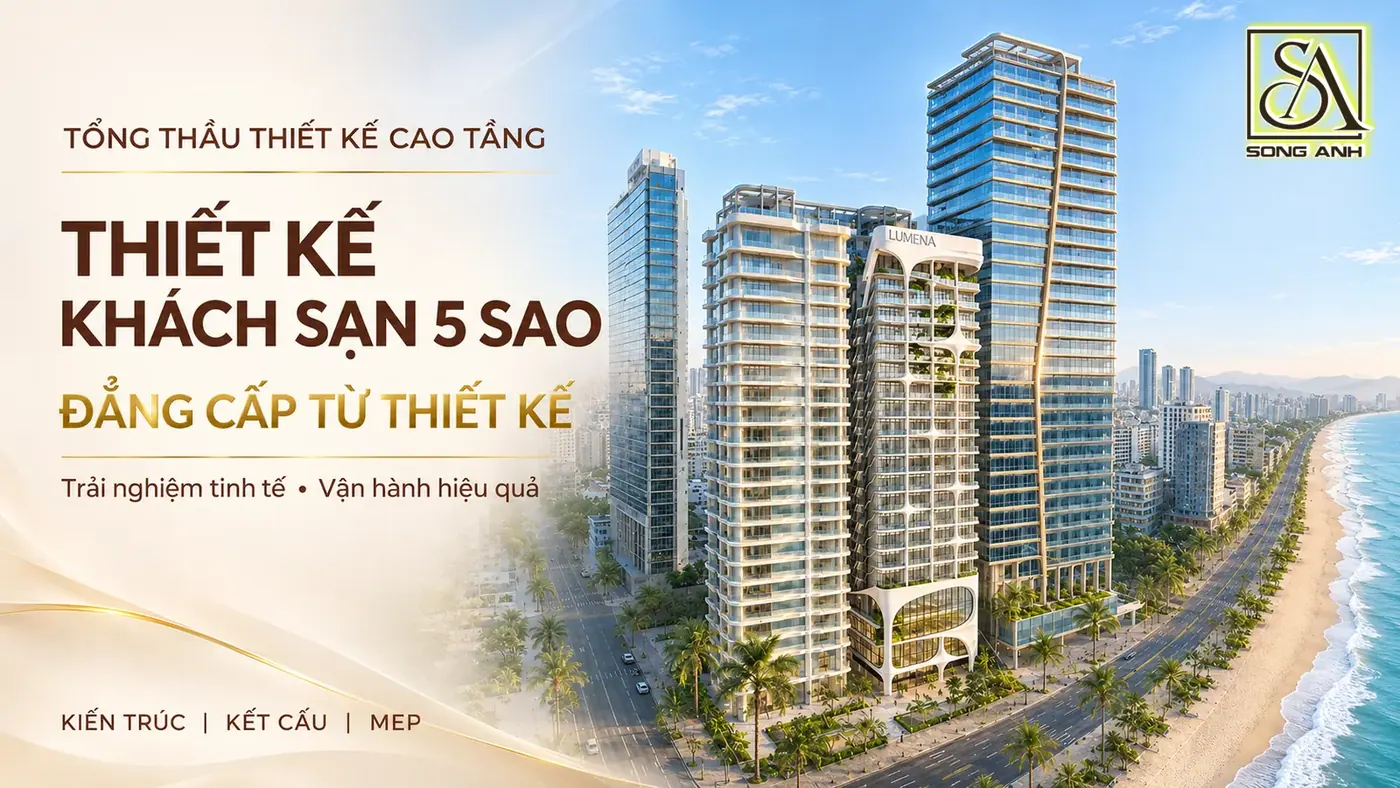 TỔNG THẦU THIẾT KẾ CAO TẦNG
THIẾT KẾ
KHÁCH SẠN 5 SAO
ĐẲNG CẤP TỪ THIẾT KẾ
Trải nghiệm tinh tế • Vận hành hiệu quả
KIẾN TRÚC | KẾT CẤU | MEP
LUMENA
SA
SONG ANH